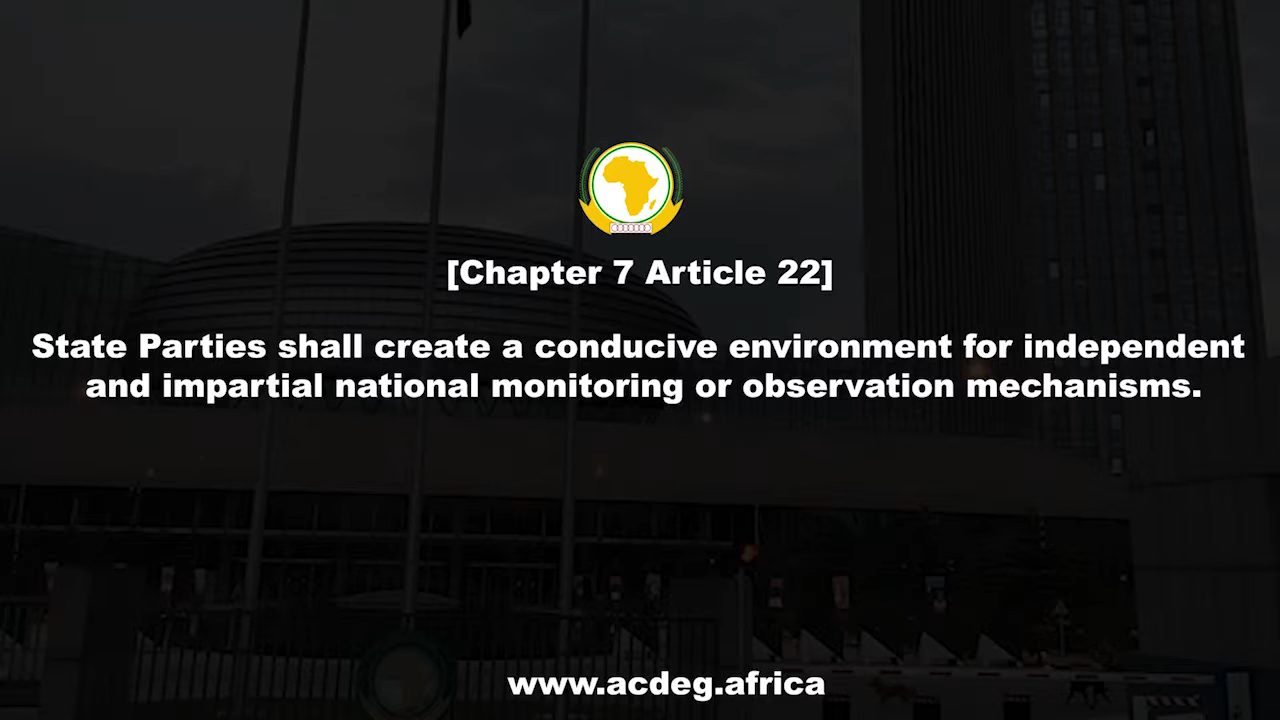 [Chapter 7 Article 22]
State Parties shall create a conducive environment for independent
and impartial national monitoring or observation mechanisms.
www.acdeg.africa